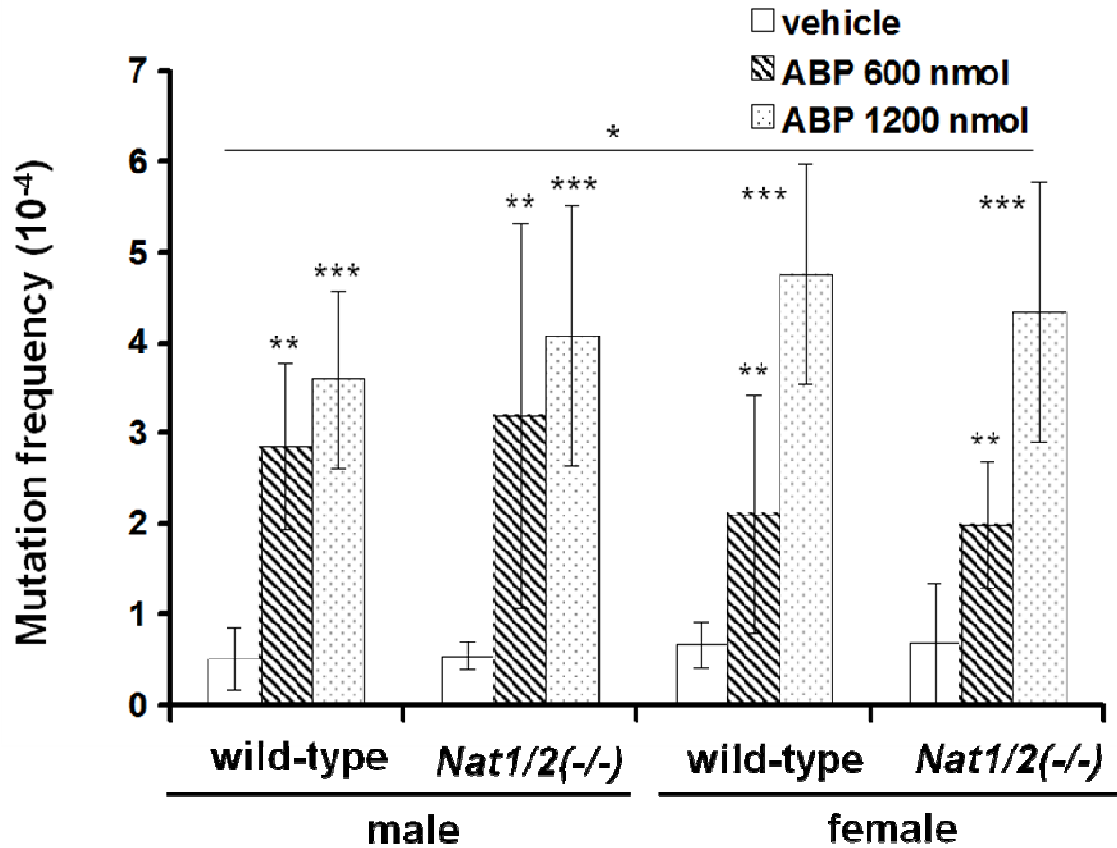 vehicle
ABP 600 nmol
ABP 1200 nmol
Mutation frequency (10⁻⁴)
7
6
5
4
3
2
1
0
*
**
***
**
***
**
***
**
***
wild-type Nat1/2(-/-) wild-type Nat1/2(-/-)
male female